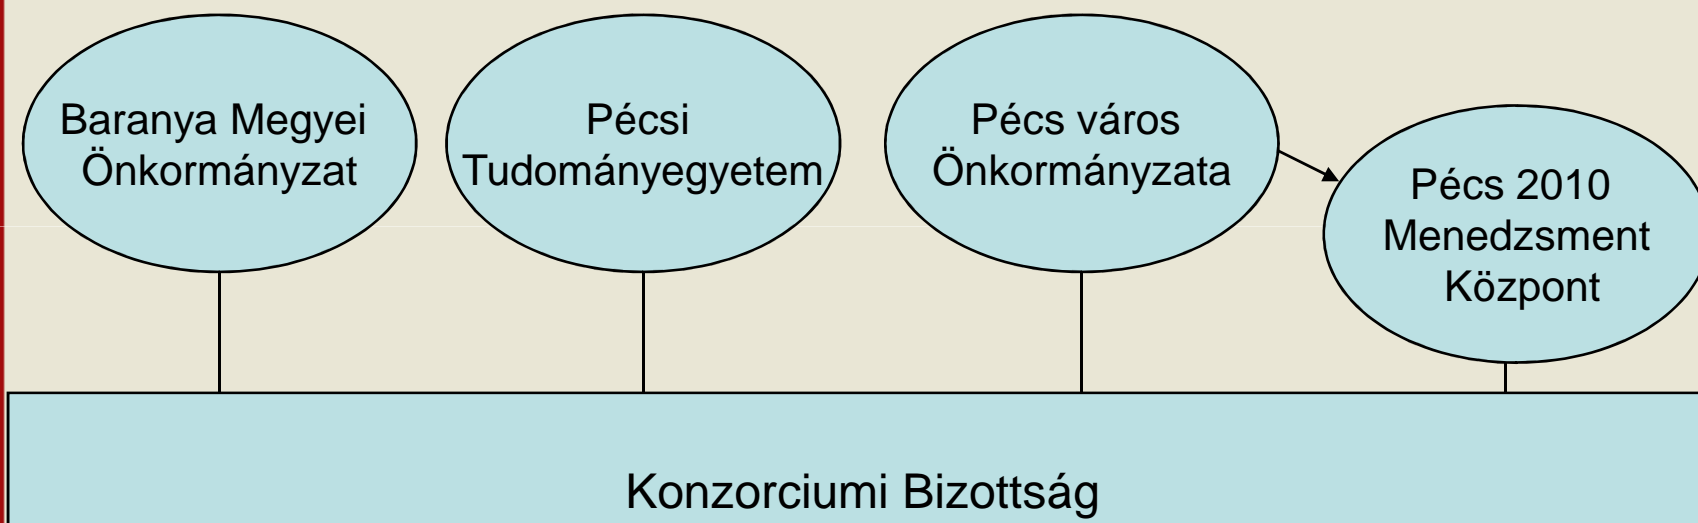 Baranya Megyei
Önkormányzat
Pécsi
Tudományegyetem
Pécs város
Önkormányzata
Pécs 2010
Menedzsment
Központ
Konzorciumi Bizottság